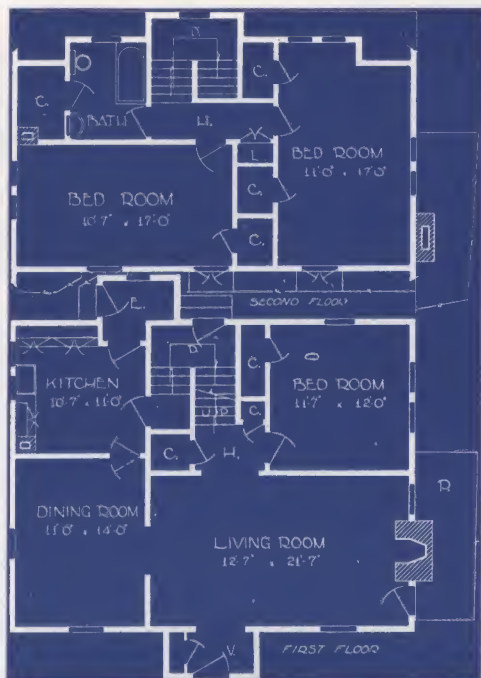 C.
C.
BATH
H.
BED ROOM
11'0" x 17'0"
L.
BED ROOM
10'7" x 17'0"
C.
C.
SECOND FLOOR
E.
D.
KITCHEN
10'7" x 11'0"
UP
C.
BED ROOM
11'7" x 12'0"
C.
C.
H.
DINING ROOM
11'0" x 14'0"
LIVING ROOM
12'7" x 21'7"
V.
FIRST FLOOR